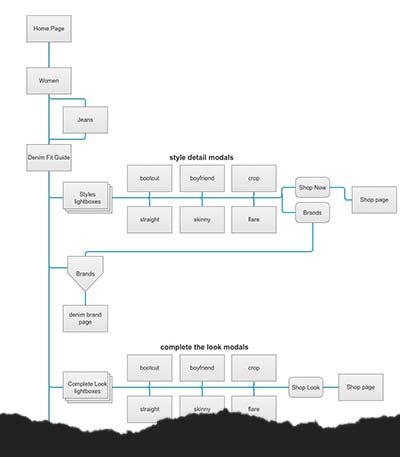 Home Page
Women
Jeans
Denim Fit Guide
style detail modals
bootcut
boyfriend
crop
Styles
lightboxes
Shop Now
Shop page
Brands
straight
skinny
flare
Brands
denim brand
page
complete the look modals
bootcut
boyfriend
crop
Complete Look
lightboxes
Shop Look
Shop page
straight
skinny
flare